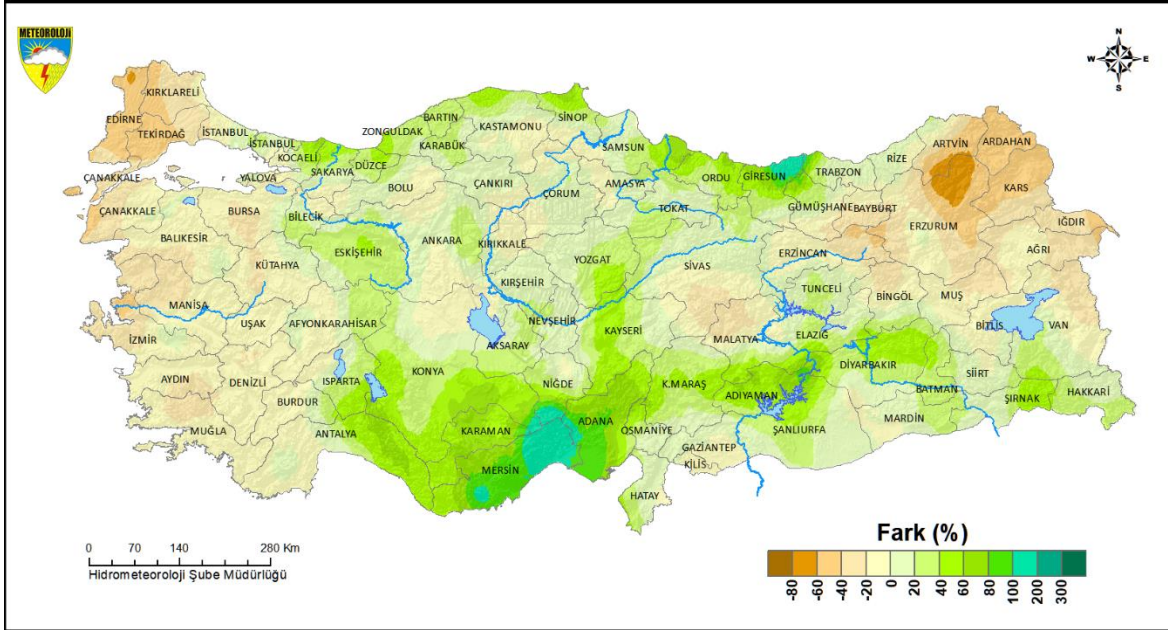 METEOROLOJİ
N
W E
S
KIRKLARELİ
EDİRNE
TEKİRDAĞ
İSTANBUL
İSTANBUL
KOCAELİ
YALOVA
SAKARYA
DÜZCE
ZONGULDAK
BARTIN
KARABÜK
KASTAMONU
SİNOP
SAMSUN
ORDU
GİRESUN
TRABZON
RİZE
ARTVİN
ARDAHAN
KARS
ÇANAKKALE
ÇANAKKALE
BALIKESİR
BURSA
BİLECİK
BOLU
ÇANKIRI
ÇORUM
AMASYA
TOKAT
GÜMÜŞHANE
BAYBURT
ERZURUM
IĞDIR
AĞRI
KÜTAHYA
ESKİŞEHİR
ANKARA
KIRIKKALE
YOZGAT
SİVAS
ERZİNCAN
TUNCELİ
BİNGÖL
MUŞ
BİTLİS
VAN
MANİSA
UŞAK
AFYONKARAHİSAR
KIRŞEHİR
NEVŞEHİR
AKSARAY
KAYSERİ
MALATYA
ELAZIĞ
DİYARBAKIR
BATMAN
SİİRT
ŞIRNAK
HAKKARİ
İZMİR
AYDIN
DENİZLİ
ISPARTA
BURDUR
KONYA
NİĞDE
K.MARAŞ
ADIYAMAN
MARDİN
MUĞLA
ANTALYA
KARAMAN
MERSİN
ADANA
OSMANİYE
GAZİANTEP
KİLİS
ŞANLIURFA
HATAY
0 70 140 280 Km
Hidrometeoroloji Şube Müdürlüğü
Fark (%)
-80 -60 -40 -20 0 20 40 60 80 100 200 300